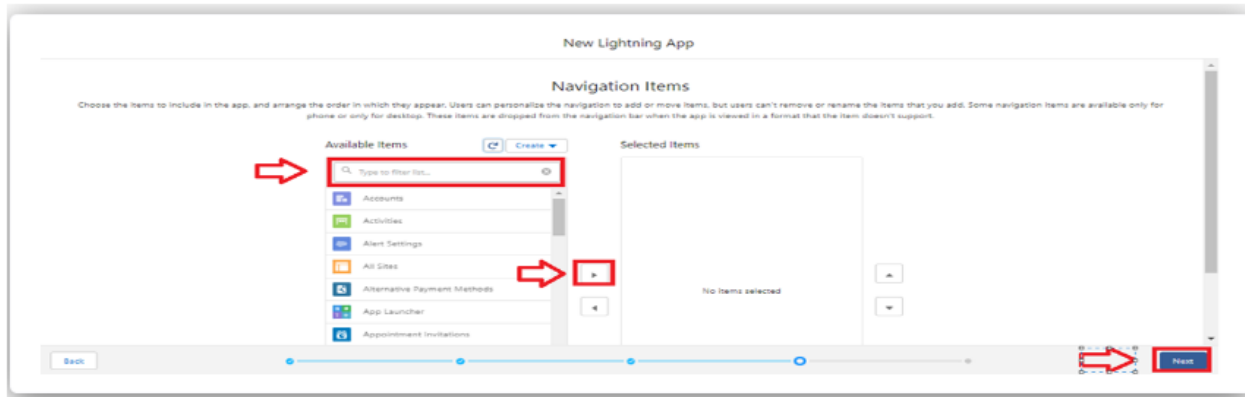 New Lightning App
Navigation Items
Choose the items to include in the app, and arrange the order in which they appear. Users can personalize the navigation to add or move items, but users can't remove or rename the items that you add. Some navigation items are available only for
phone or only for desktop. These items are dropped from the navigation bar when the app is viewed in a format that the item doesn't support.
Available Items
Create
Selected Items
Type to filter list...
Accounts
Activities
Alert Settings
All Sites
Alternative Payment Methods
No items selected
App Launcher
Appointment Invitations
Back
Next